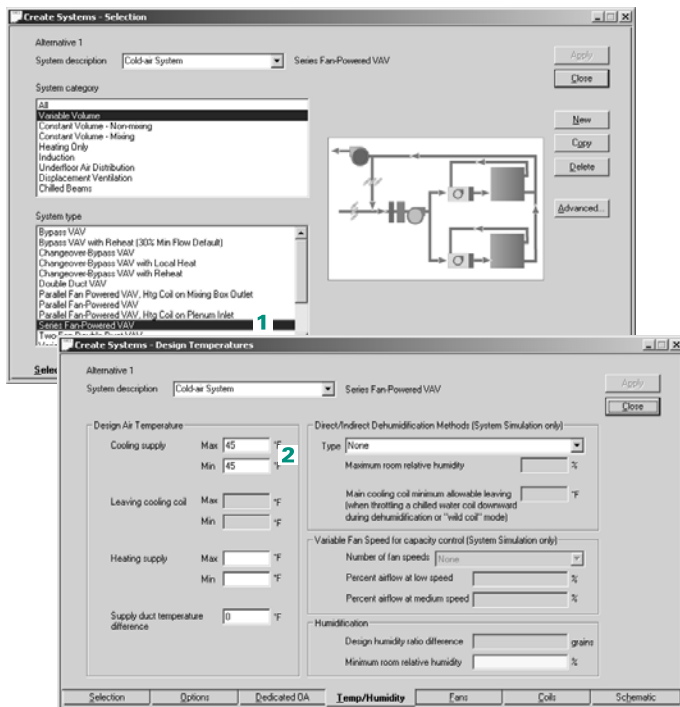 Create Systems - Selection
Alternative 1
System description Cold-air System Series Fan-Powered VAV
Apply
Close
System category
All
Variable Volume
Constant Volume - Non-mixing
Constant Volume - Mixing
Heating Only
Induction
Underfloor Air Distribution
Displacement Ventilation
Chilled Beams
New
Copy
Delete
Advanced...
System type
Bypass VAV
Bypass VAV with Reheat (30% Min Flow Default)
Changeover-Bypass VAV
Changeover-Bypass VAV with Local Heat
Changeover-Bypass VAV with Reheat
Double Duct VAV
Parallel Fan Powered VAV, Htg Coil on Mixing Box Outlet
Parallel Fan-Powered VAV
Parallel Fan-Powered VAV, Htg Coil on Plenum Inlet
Series Fan-Powered VAV
1
Create Systems - Design Temperatures
Alternative 1
System description Cold-air System Series Fan-Powered VAV
Apply
Close
Design Air Temperature
Cooling supply Max 45 °F
Min 45 °F
2
Leaving cooling coil Max °F
Min °F
Heating supply Max °F
Min °F
Supply duct temperature difference 0 °F
Direct/Indirect Dehumidification Methods (System Simulation only)
Type None
Maximum room relative humidity %
Main cooling coil minimum allowable leaving °F
(when throttling a chilled water coil downward
during dehumidification or "wild coil" mode)
Variable Fan Speed for capacity control (System Simulation only)
Number of fan speeds None
Percent airflow at low speed %
Percent airflow at medium speed %
Humidification
Design humidity ratio difference grains
Minimum room relative humidity %
Selection Options Dedicated OA Temp/Humidity Fans Coils Schematic